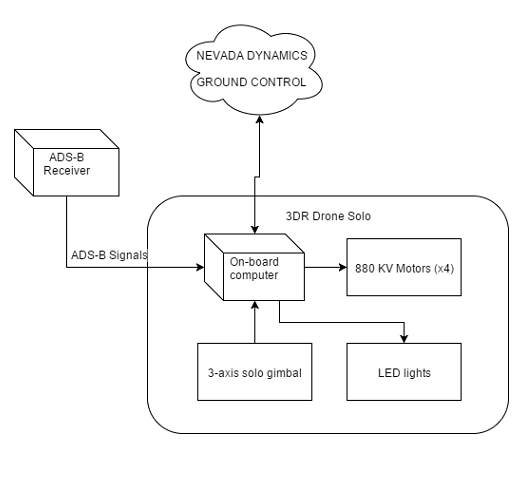 NEVADA DYNAMICS
GROUND CONTROL
ADS-B
Receiver
3DR Drone Solo
ADS-B Signals
On-board
computer
880 KV Motors (x4)
3-axis solo gimbal
LED lights